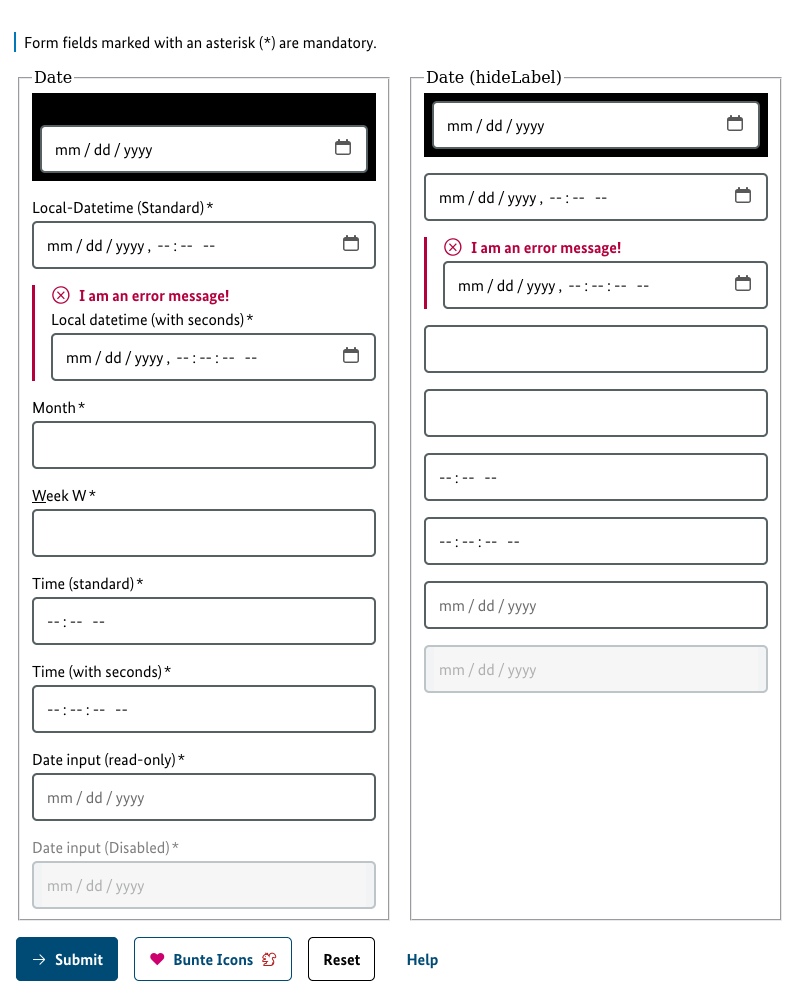 Form fields marked with an asterisk (*) are mandatory.
Date
mm / dd / yyyy
Local-Datetime (Standard) *
mm / dd / yyyy , -- : -- --
I am an error message!
Local datetime (with seconds) *
mm / dd / yyyy , -- : -- : -- --
Month *
Week W *
Time (standard) *
-- : -- --
Time (with seconds) *
-- : -- : -- --
Date input (read-only) *
mm / dd / yyyy
Date input (Disabled) *
mm / dd / yyyy
Date (hideLabel)
mm / dd / yyyy
mm / dd / yyyy , -- : -- --
I am an error message!
mm / dd / yyyy , -- : -- : -- --
-- : -- --
-- : -- : -- --
mm / dd / yyyy
mm / dd / yyyy
Submit
Bunte Icons
Reset
Help